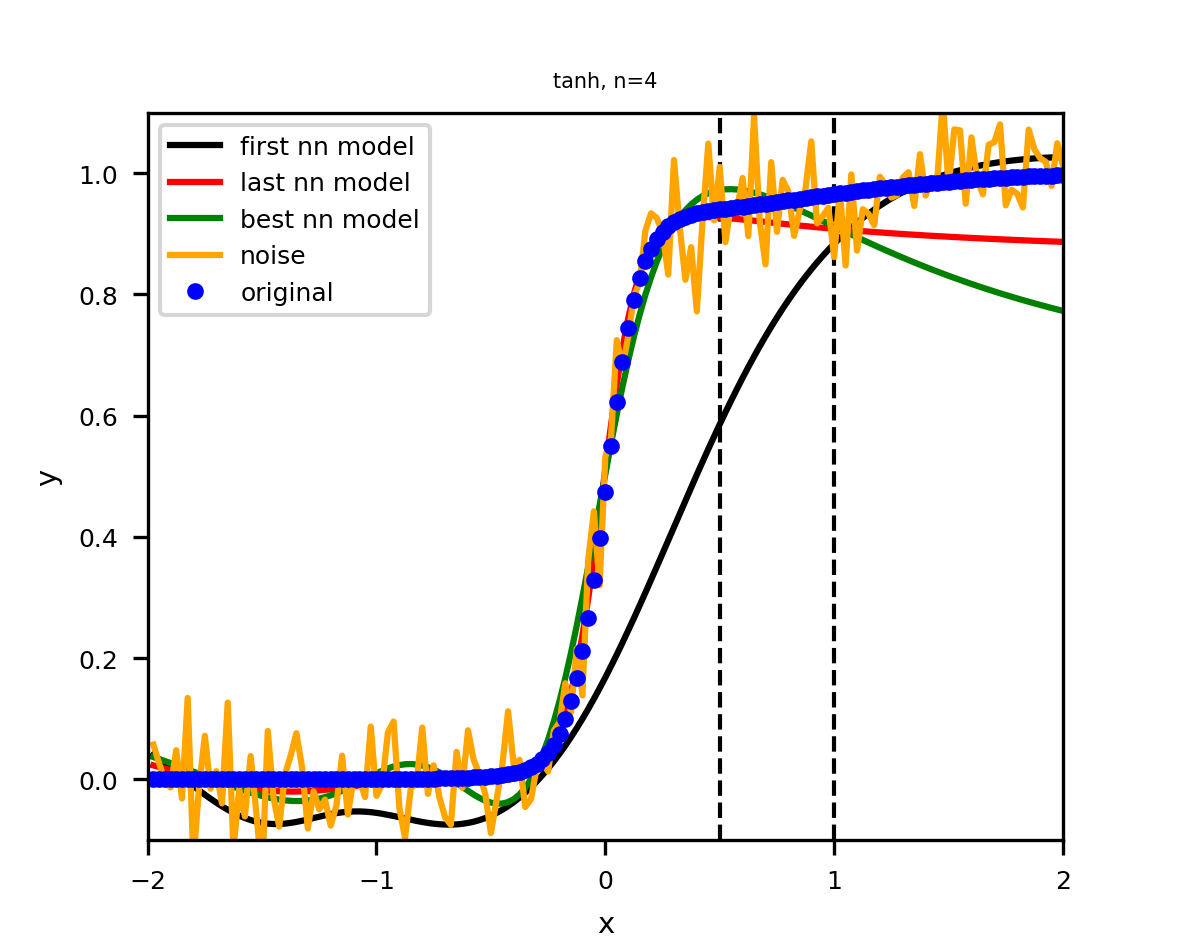 tanh, n=4
first nn model
last nn model
best nn model
noise
original
1.0
0.8
0.6
0.4
0.2
0.0
y
−2
−1
0
1
2
x